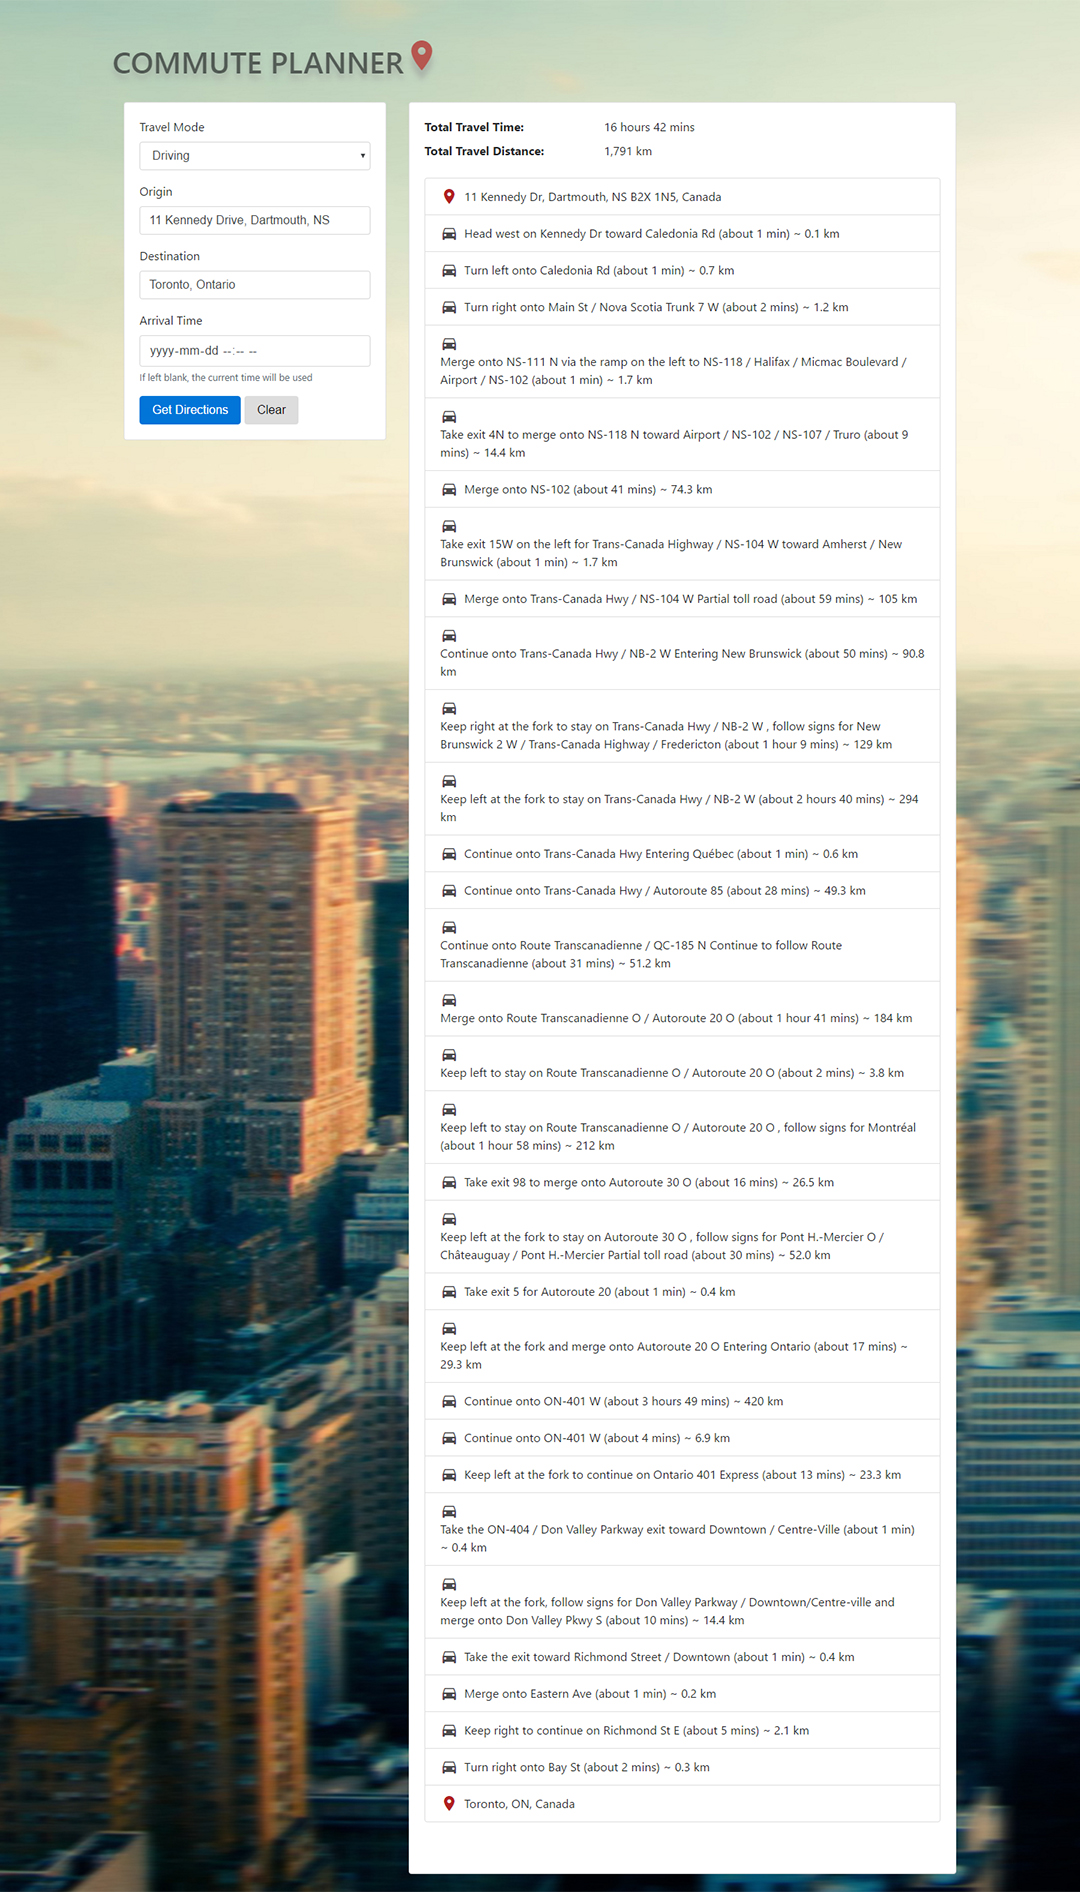 COMMUTE PLANNER
Travel Mode
Driving
Origin
11 Kennedy Drive, Dartmouth, NS
Destination
Toronto, Ontario
Arrival Time
yyyy-mm-dd --:-- --
If left blank, the current time will be used
Get Directions Clear
Total Travel Time: 16 hours 42 mins
Total Travel Distance: 1,791 km
11 Kennedy Dr, Dartmouth, NS B2X 1N5, Canada
Head west on Kennedy Dr toward Caledonia Rd (about 1 min) ~ 0.1 km
Turn left onto Caledonia Rd (about 1 min) ~ 0.7 km
Turn right onto Main St / Nova Scotia Trunk 7 W (about 2 mins) ~ 1.2 km
Merge onto NS-111 N via the ramp on the left to NS-118 / Halifax / Micmac Boulevard /
Airport / NS-102 (about 1 min) ~ 1.7 km
Take exit 4N to merge onto NS-118 N toward Airport / NS-102 / NS-107 / Truro (about 9
mins) ~ 14.4 km
Merge onto NS-102 (about 41 mins) ~ 74.3 km
Take exit 15W on the left for Trans-Canada Highway / NS-104 W toward Amherst / New
Brunswick (about 1 min) ~ 1.7 km
Merge onto Trans-Canada Hwy / NS-104 W Partial toll road (about 59 mins) ~ 105 km
Continue onto Trans-Canada Hwy / NB-2 W Entering New Brunswick (about 50 mins) ~ 90.8
km
Keep right at the fork to stay on Trans-Canada Hwy / NB-2 W , follow signs for New
Brunswick 2 W / Trans-Canada Highway / Fredericton (about 1 hour 9 mins) ~ 129 km
Keep left at the fork to stay on Trans-Canada Hwy / NB-2 W (about 2 hours 40 mins) ~ 294
km
Continue onto Trans-Canada Hwy Entering Québec (about 1 min) ~ 0.6 km
Continue onto Trans-Canada Hwy / Autoroute 85 (about 28 mins) ~ 49.3 km
Continue onto Route Transcanadienne / QC-185 N Continue to follow Route
Transcanadienne (about 31 mins) ~ 51.2 km
Merge onto Route Transcanadienne O / Autoroute 20 O (about 1 hour 41 mins) ~ 184 km
Keep left to stay on Route Transcanadienne O / Autoroute 20 O (about 2 mins) ~ 3.8 km
Keep left to stay on Route Transcanadienne O / Autoroute 20 O , follow signs for Montréal
(about 1 hour 58 mins) ~ 212 km
Take exit 98 to merge onto Autoroute 30 O (about 16 mins) ~ 26.5 km
Keep left at the fork to stay on Autoroute 30 O , follow signs for Pont H.-Mercier O /
Châteauguay / Pont H.-Mercier Partial toll road (about 30 mins) ~ 52.0 km
Take exit 5 for Autoroute 20 (about 1 min) ~ 0.4 km
Keep left at the fork and merge onto Autoroute 20 O Entering Ontario (about 17 mins) ~
29.3 km
Continue onto ON-401 W (about 3 hours 49 mins) ~ 420 km
Continue onto ON-401 W (about 4 mins) ~ 6.9 km
Keep left at the fork to continue on Ontario 401 Express (about 13 mins) ~ 23.3 km
Take the ON-404 / Don Valley Parkway exit toward Downtown / Centre-Ville (about 1 min)
~ 0.4 km
Keep left at the fork, follow signs for Don Valley Parkway / Downtown/Centre-ville and
merge onto Don Valley Pkwy S (about 10 mins) ~ 14.4 km
Take the exit toward Richmond Street / Downtown (about 1 min) ~ 0.4 km
Merge onto Eastern Ave (about 1 min) ~ 0.2 km
Keep right to continue on Richmond St E (about 5 mins) ~ 2.1 km
Turn right onto Bay St (about 2 mins) ~ 0.3 km
Toronto, ON, Canada